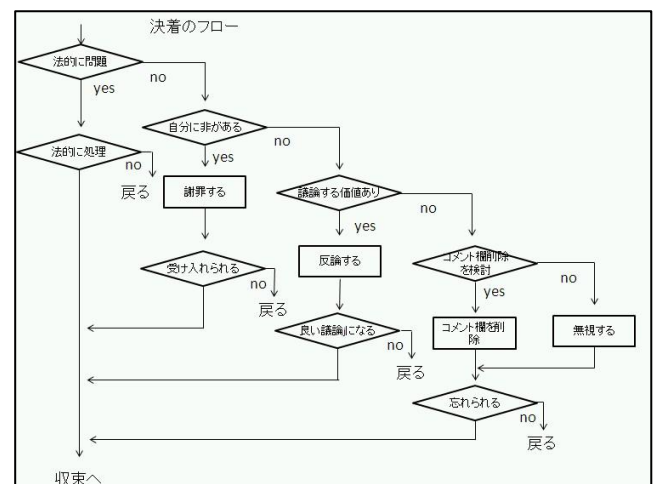 決着のフロー
法的に問題
no
yes
自分に非がある
no
yes
法的に処理
no
戻る
謝罪する
議論する価値あり
no
yes
受け入れられる
no
戻る
反論する
コメント欄削除
を検討
no
yes
良い議論になる
no
戻る
コメント欄を削
除
無視する
忘れられる
no
戻る
収束へ